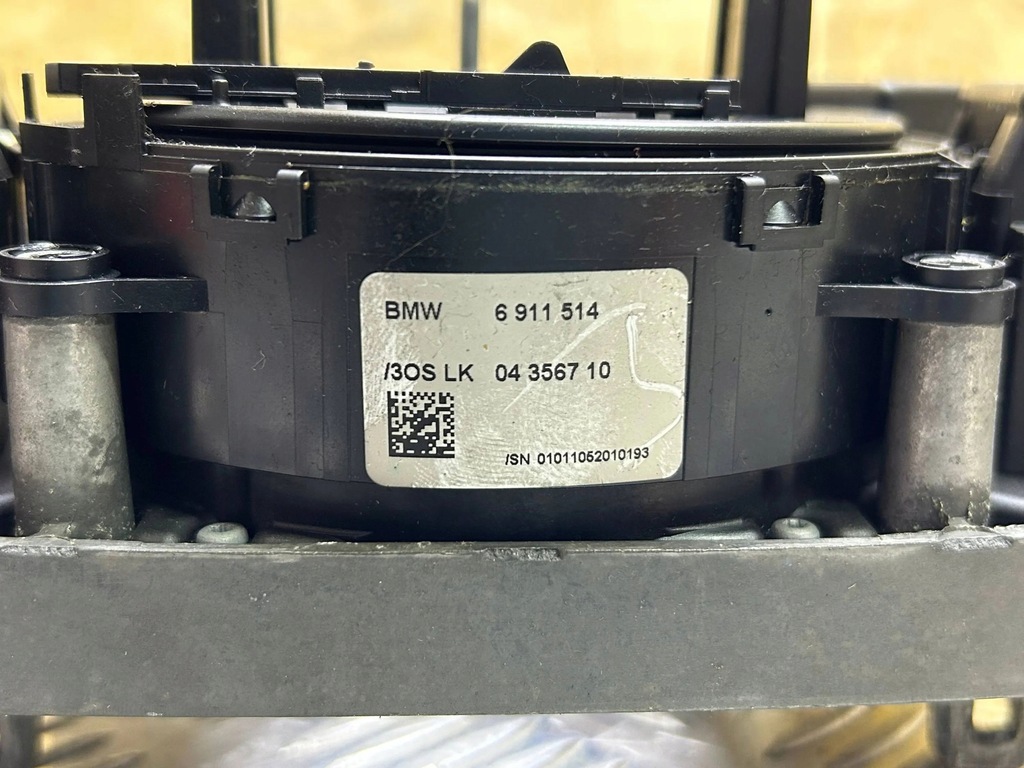 BMW 6 911 514
/3OS LK 04 3567 10
/SN 01011052010193